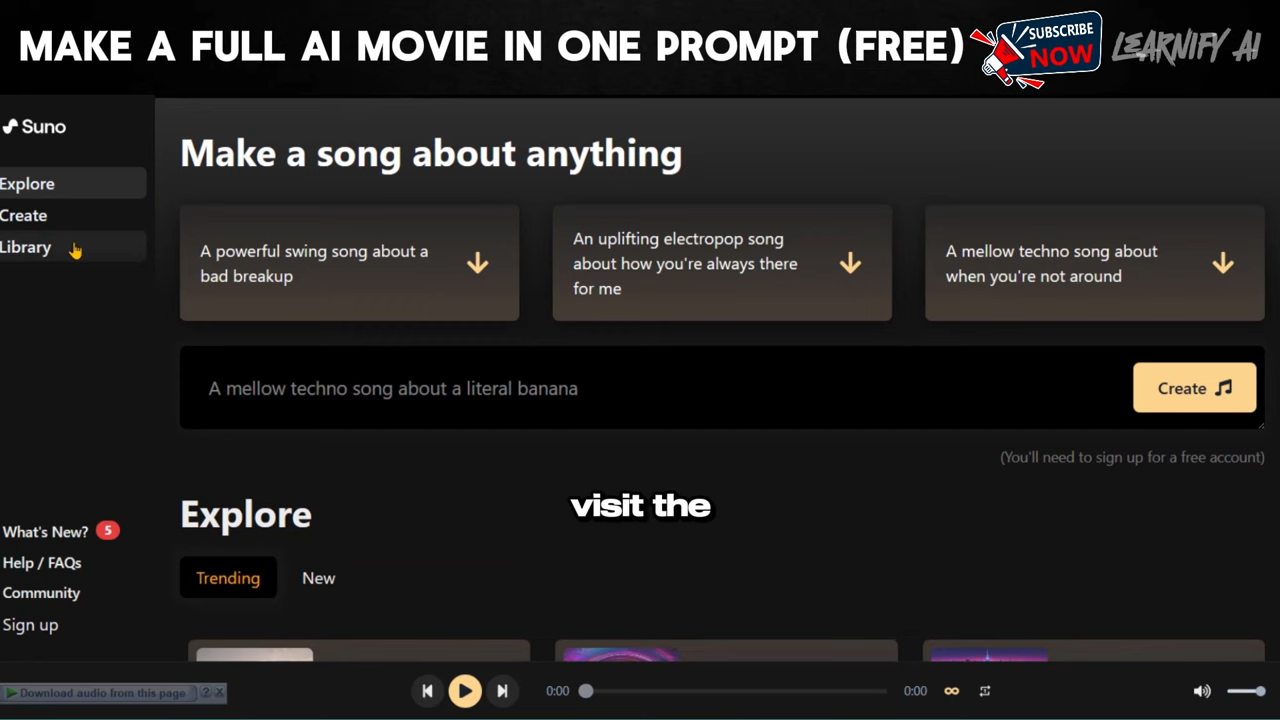 MAKE A FULL AI MOVIE IN ONE PROMPT (FREE)
SUBSCRIBE
NOW
LEARNIFY AI
Suno
Explore
Create
Library
Make a song about anything
A powerful swing song about a
bad breakup
An uplifting electropop song
about how you're always there
for me
A mellow techno song about
when you're not around
A mellow techno song about a literal banana
Create
(You'll need to sign up for a free account)
visit the
Explore
Trending
New
What's New? 5
Help / FAQs
Community
Sign up
Download audio from this page ? X
0:00
0:00